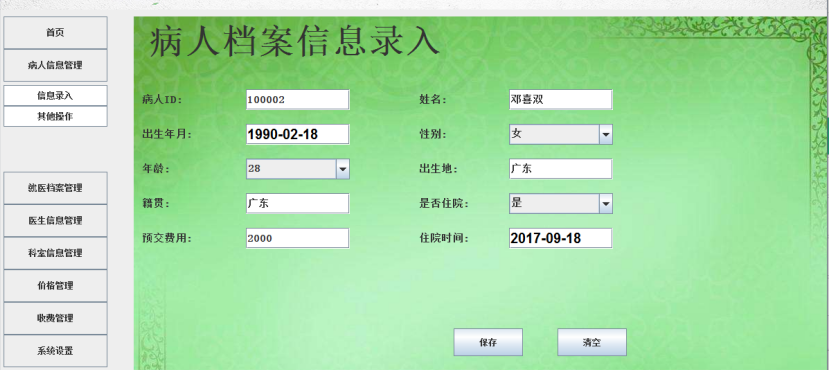 病人档案信息录入
首页
病人信息管理
信息录入
其他操作
就医档案管理
医生信息管理
科室信息管理
价格管理
收费管理
系统设置
病人ID: 100002 姓名: 邓喜双
出生年月: 1990-02-18 性别: 女
年龄: 28 出生地: 广东
籍贯: 广东 是否住院: 是
预交费用: 2000 住院时间: 2017-09-18
保存 清空